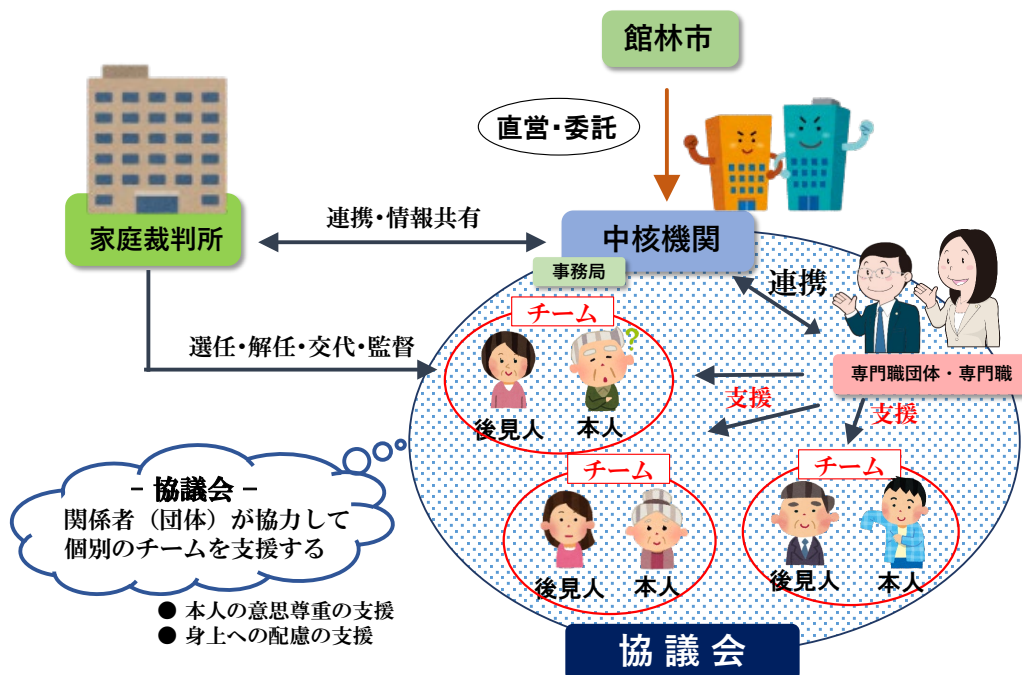 館林市
直営・委託
家庭裁判所
連携・情報共有
中核機関
事務局
連携
チーム
後見人
本人
選任・解任・交代・監督
専門職団体・専門職
支援
支援
－ 協議会 －
関係者（団体）が協力して
個別のチームを支援する
チーム
後見人
本人
チーム
後見人
本人
● 本人の意思尊重の支援
● 身上への配慮の支援
協 議 会